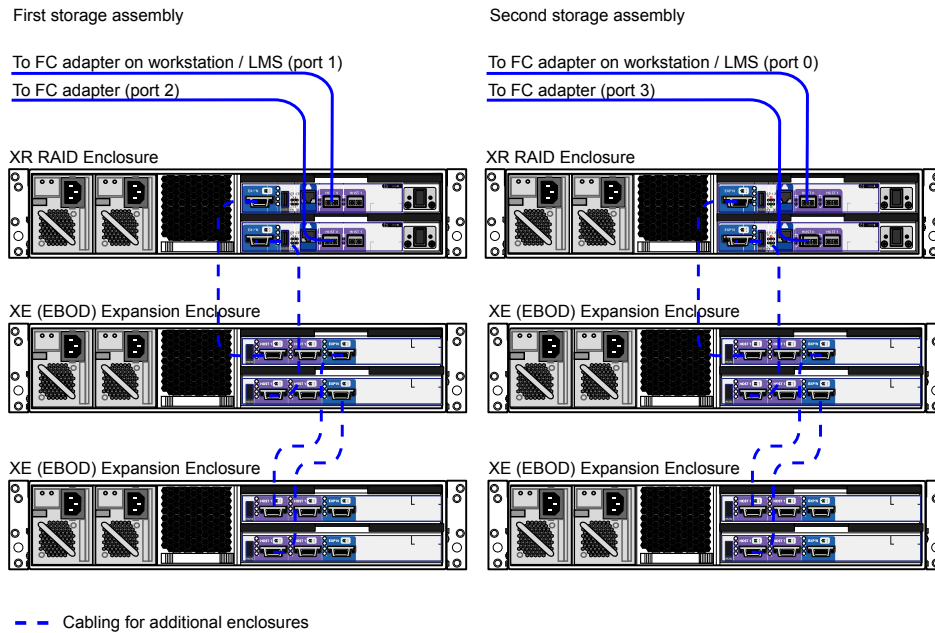 First storage assembly
Second storage assembly
To FC adapter on workstation / LMS (port 1)
To FC adapter (port 2)
To FC adapter on workstation / LMS (port 0)
To FC adapter (port 3)
XR RAID Enclosure
XR RAID Enclosure
XE (EBOD) Expansion Enclosure
XE (EBOD) Expansion Enclosure
XE (EBOD) Expansion Enclosure
XE (EBOD) Expansion Enclosure
Cabling for additional enclosures